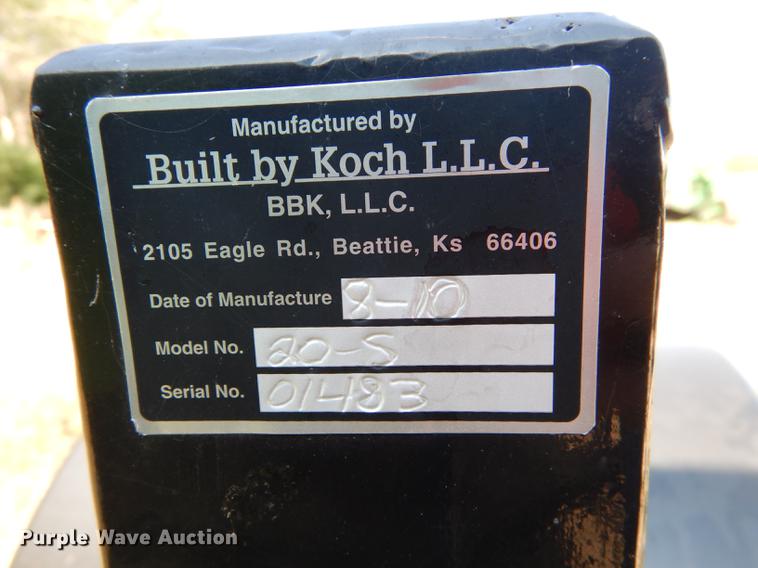 Manufactured by
Built by Koch L.L.C.
BBK, L.L.C.
2105 Eagle Rd., Beattie, Ks 66406
Date of Manufacture 8-10
Model No. 20-S
Serial No. 01483
Purple Wave Auction